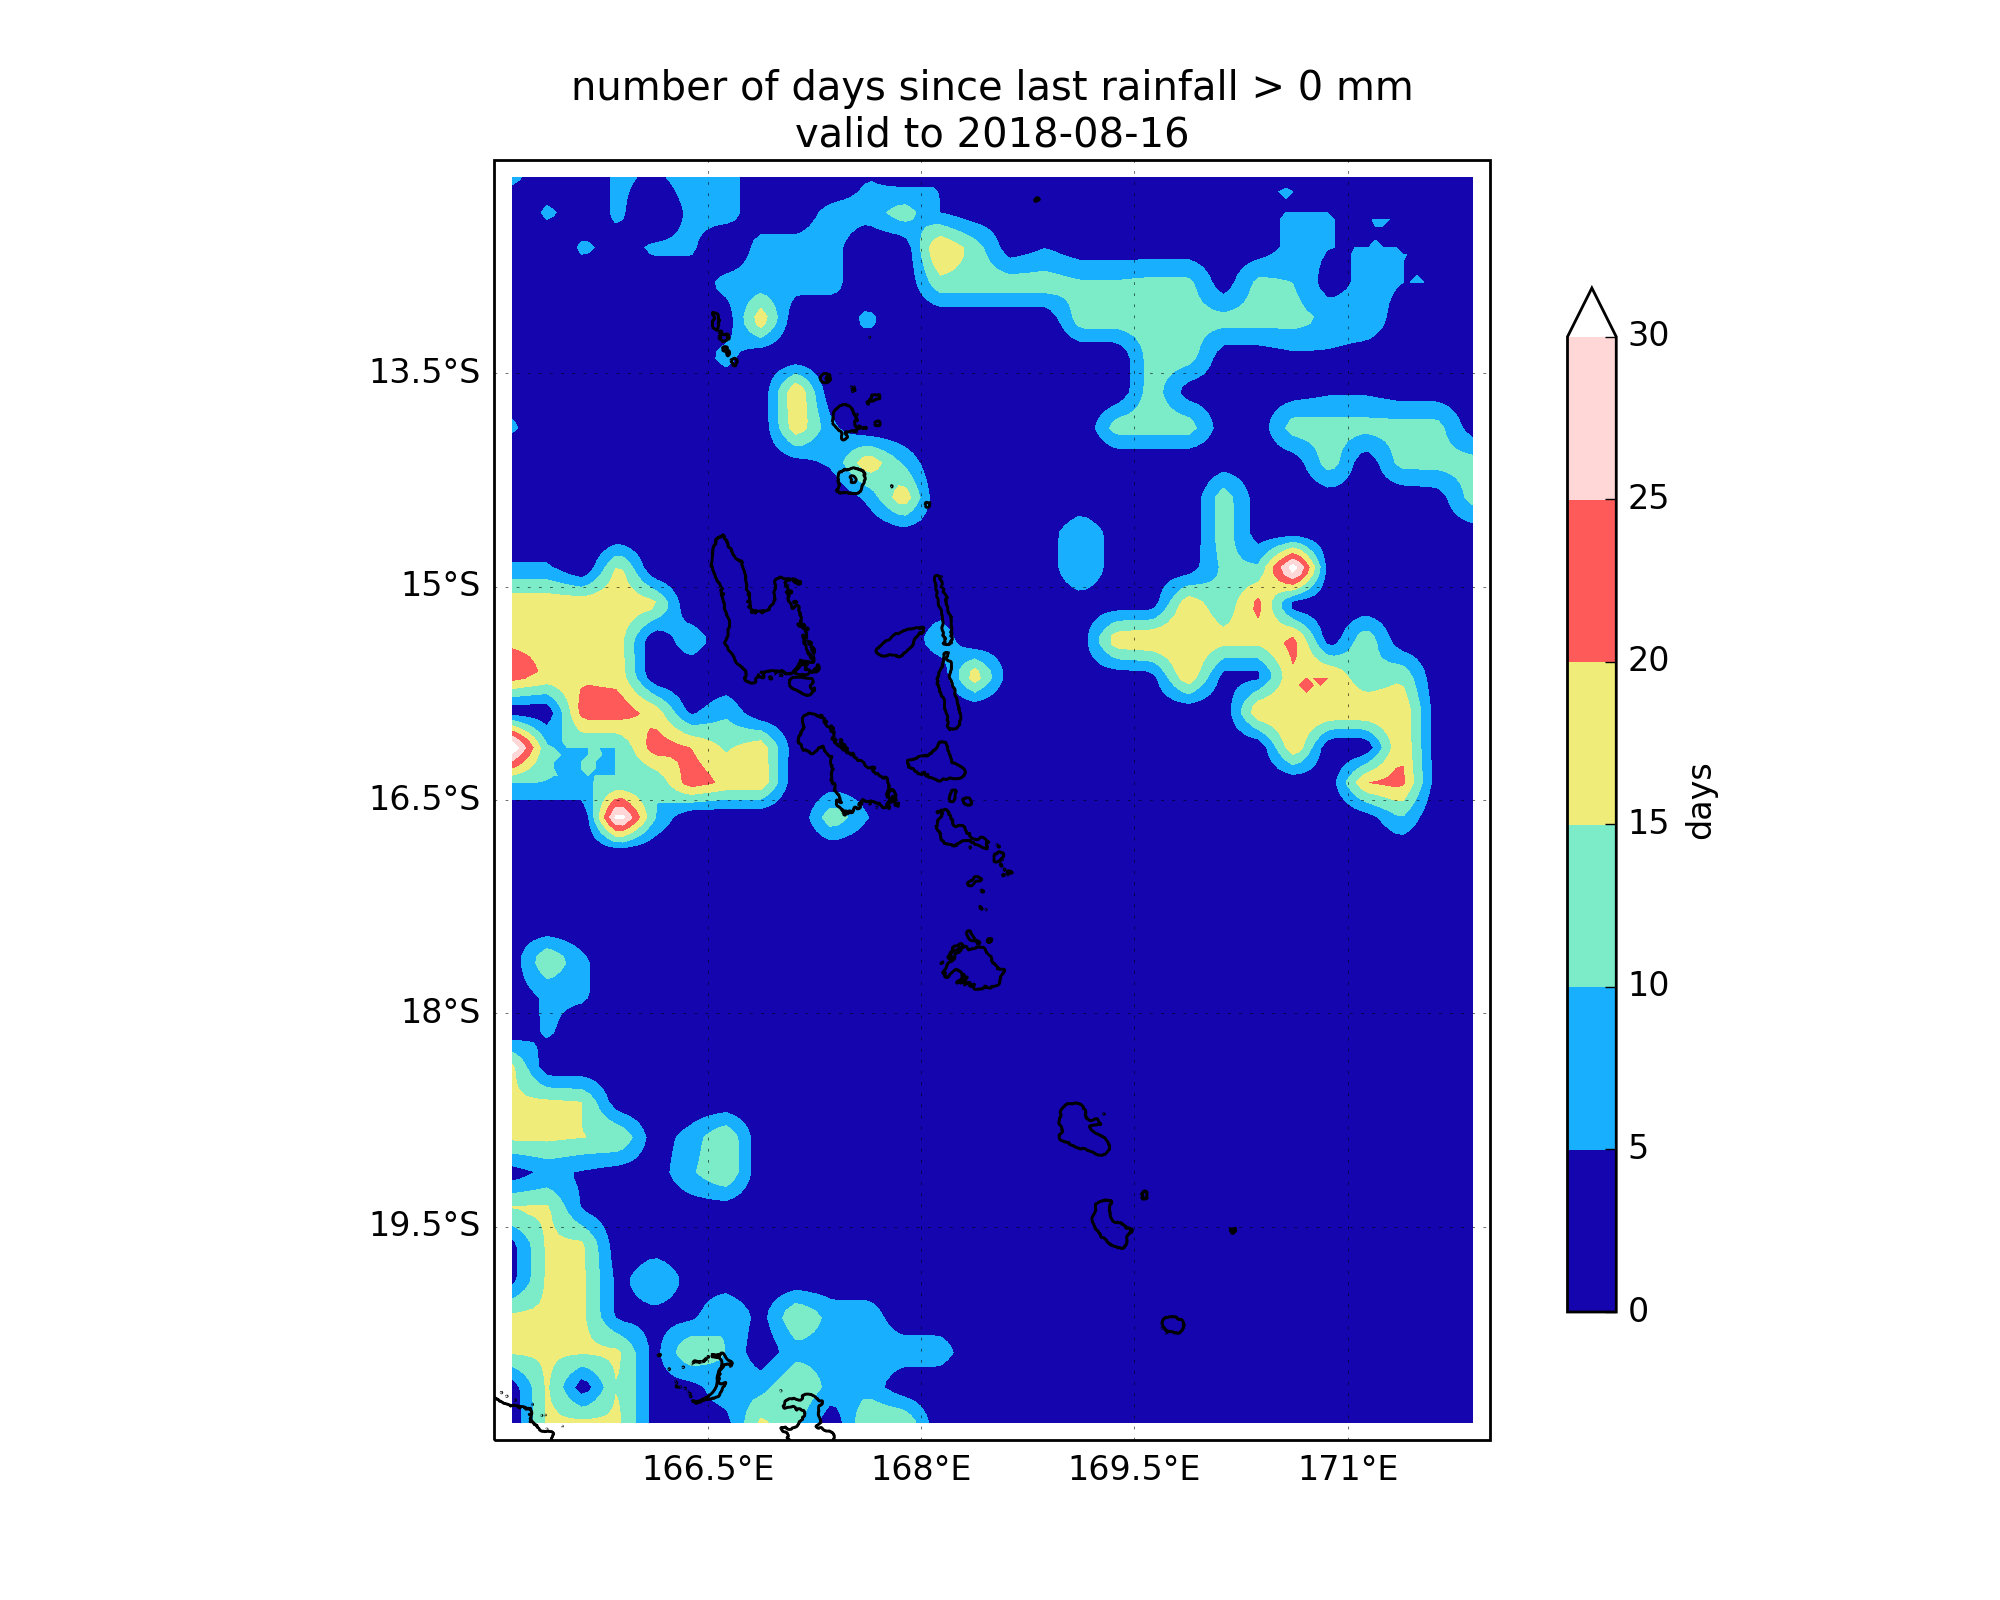 number of days since last rainfall > 0 mm
valid to 2018-08-16
13.5°S
15°S
16.5°S
18°S
19.5°S
166.5°E
168°E
169.5°E
171°E
30
25
20
15
10
5
0
days